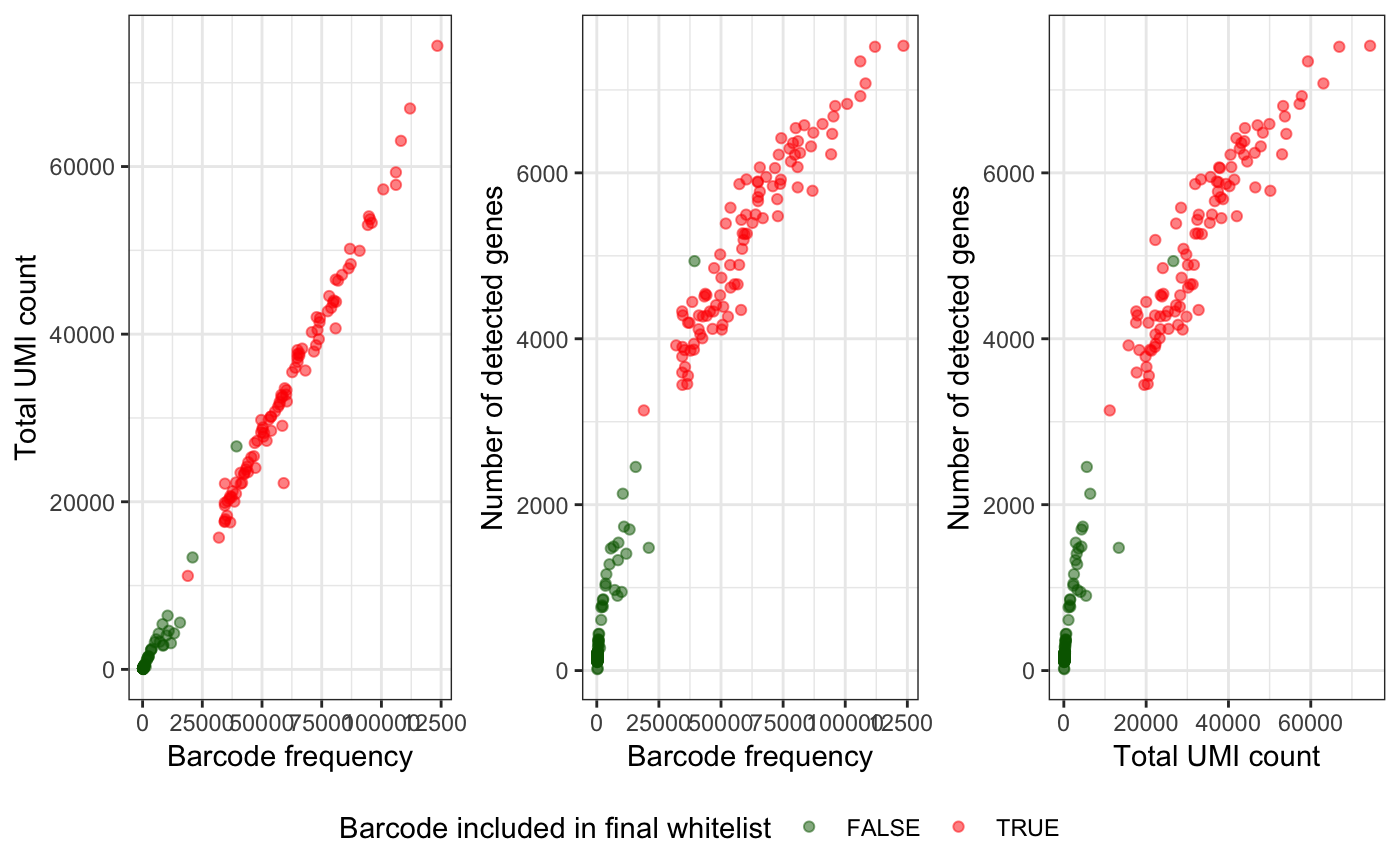 Total UMI count
60000
40000
20000
0
0 25000 50000 75000 100000 12500
Barcode frequency
Number of detected genes
6000
4000
2000
0
0 25000 50000 75000 100000 12500
Barcode frequency
Number of detected genes
6000
4000
2000
0
0 20000 40000 60000
Total UMI count
Barcode included in final whitelist FALSE TRUE